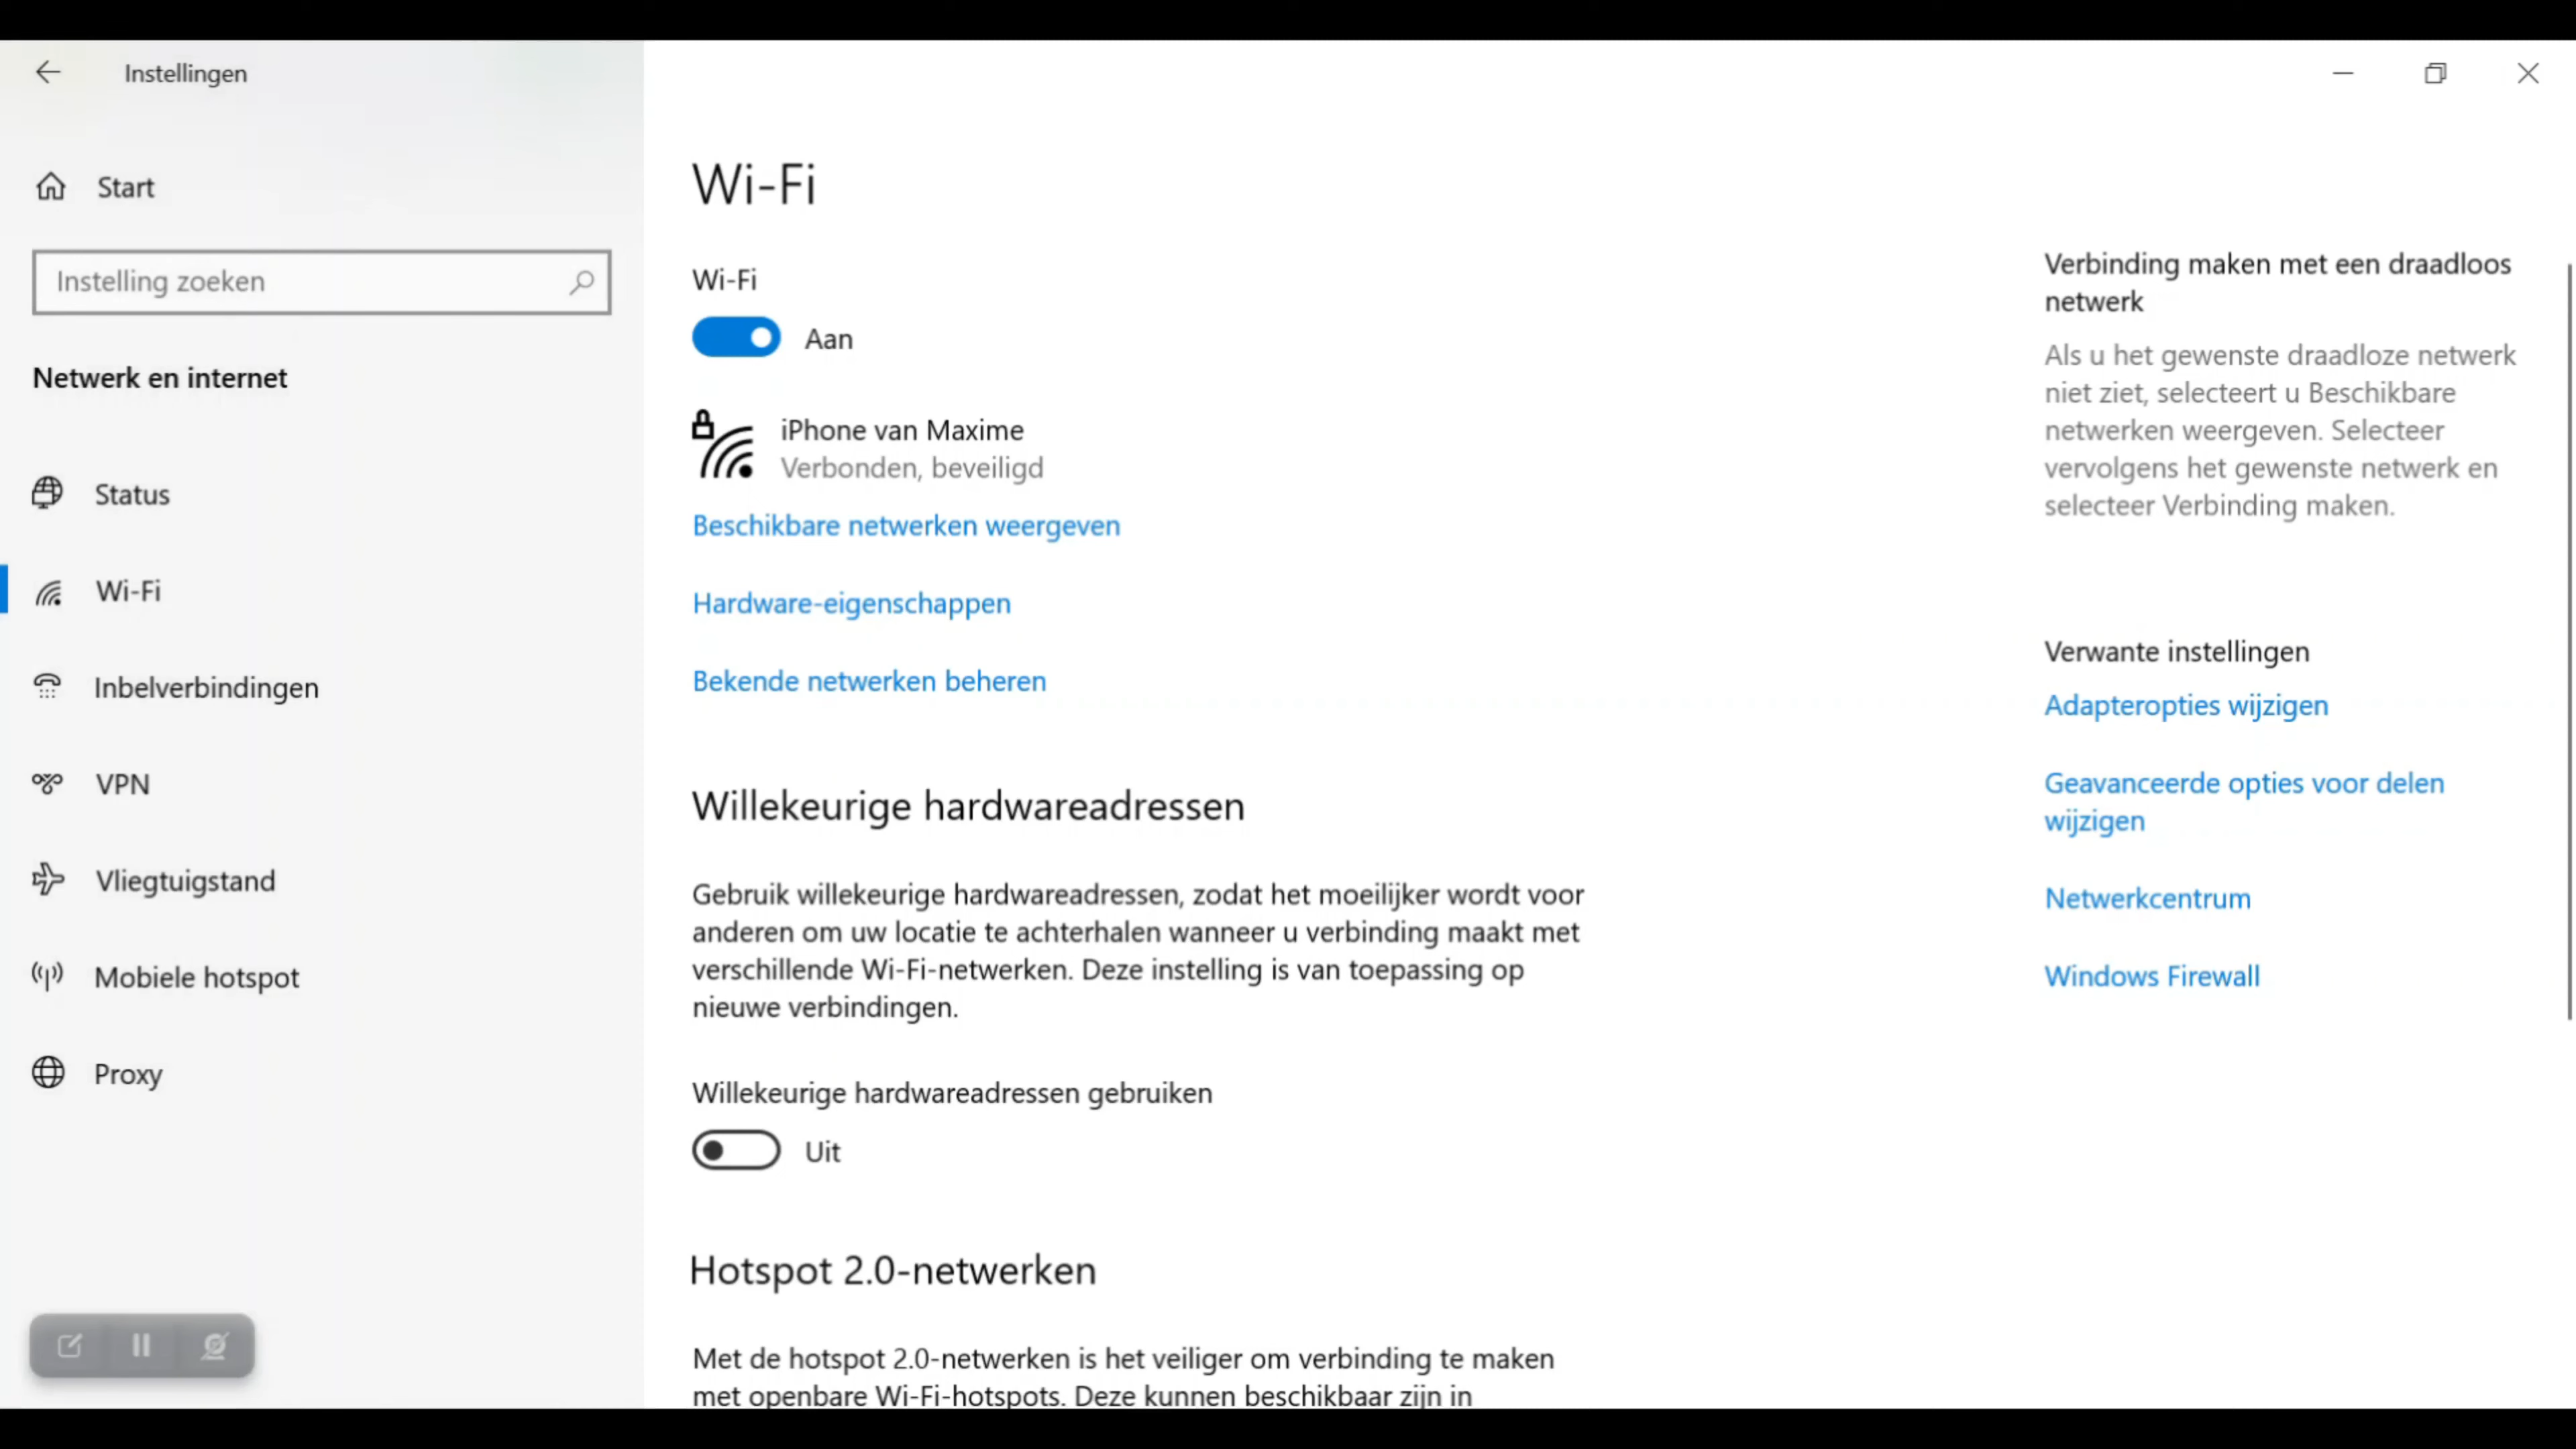 Instellingen
Start
Instelling zoeken
Netwerk en internet
Status
Wi-Fi
Inbelverbindingen
VPN
Vliegtuigstand
Mobiele hotspot
Proxy
Wi-Fi
Wi-Fi
Aan
iPhone van Maxime
Verbonden, beveiligd
Beschikbare netwerken weergeven
Hardware-eigenschappen
Bekende netwerken beheren
Willekeurige hardwareadressen
Gebruik willekeurige hardwareadressen, zodat het moeilijker wordt voor
anderen om uw locatie te achterhalen wanneer u verbinding maakt met
verschillende Wi-Fi-netwerken. Deze instelling is van toepassing op
nieuwe verbindingen.
Willekeurige hardwareadressen gebruiken
Uit
Hotspot 2.0-netwerken
Met de hotspot 2.0-netwerken is het veiliger om verbinding te maken
met openbare Wi-Fi-hotspots. Deze kunnen beschikbaar zijn in
Verbinding maken met een draadloos
netwerk
Als u het gewenste draadloze netwerk
niet ziet, selecteert u Beschikbare
netwerken weergeven. Selecteer
vervolgens het gewenste netwerk en
selecteer Verbinding maken.
Verwante instellingen
Adapteropties wijzigen
Geavanceerde opties voor delen
wijzigen
Netwerkcentrum
Windows Firewall